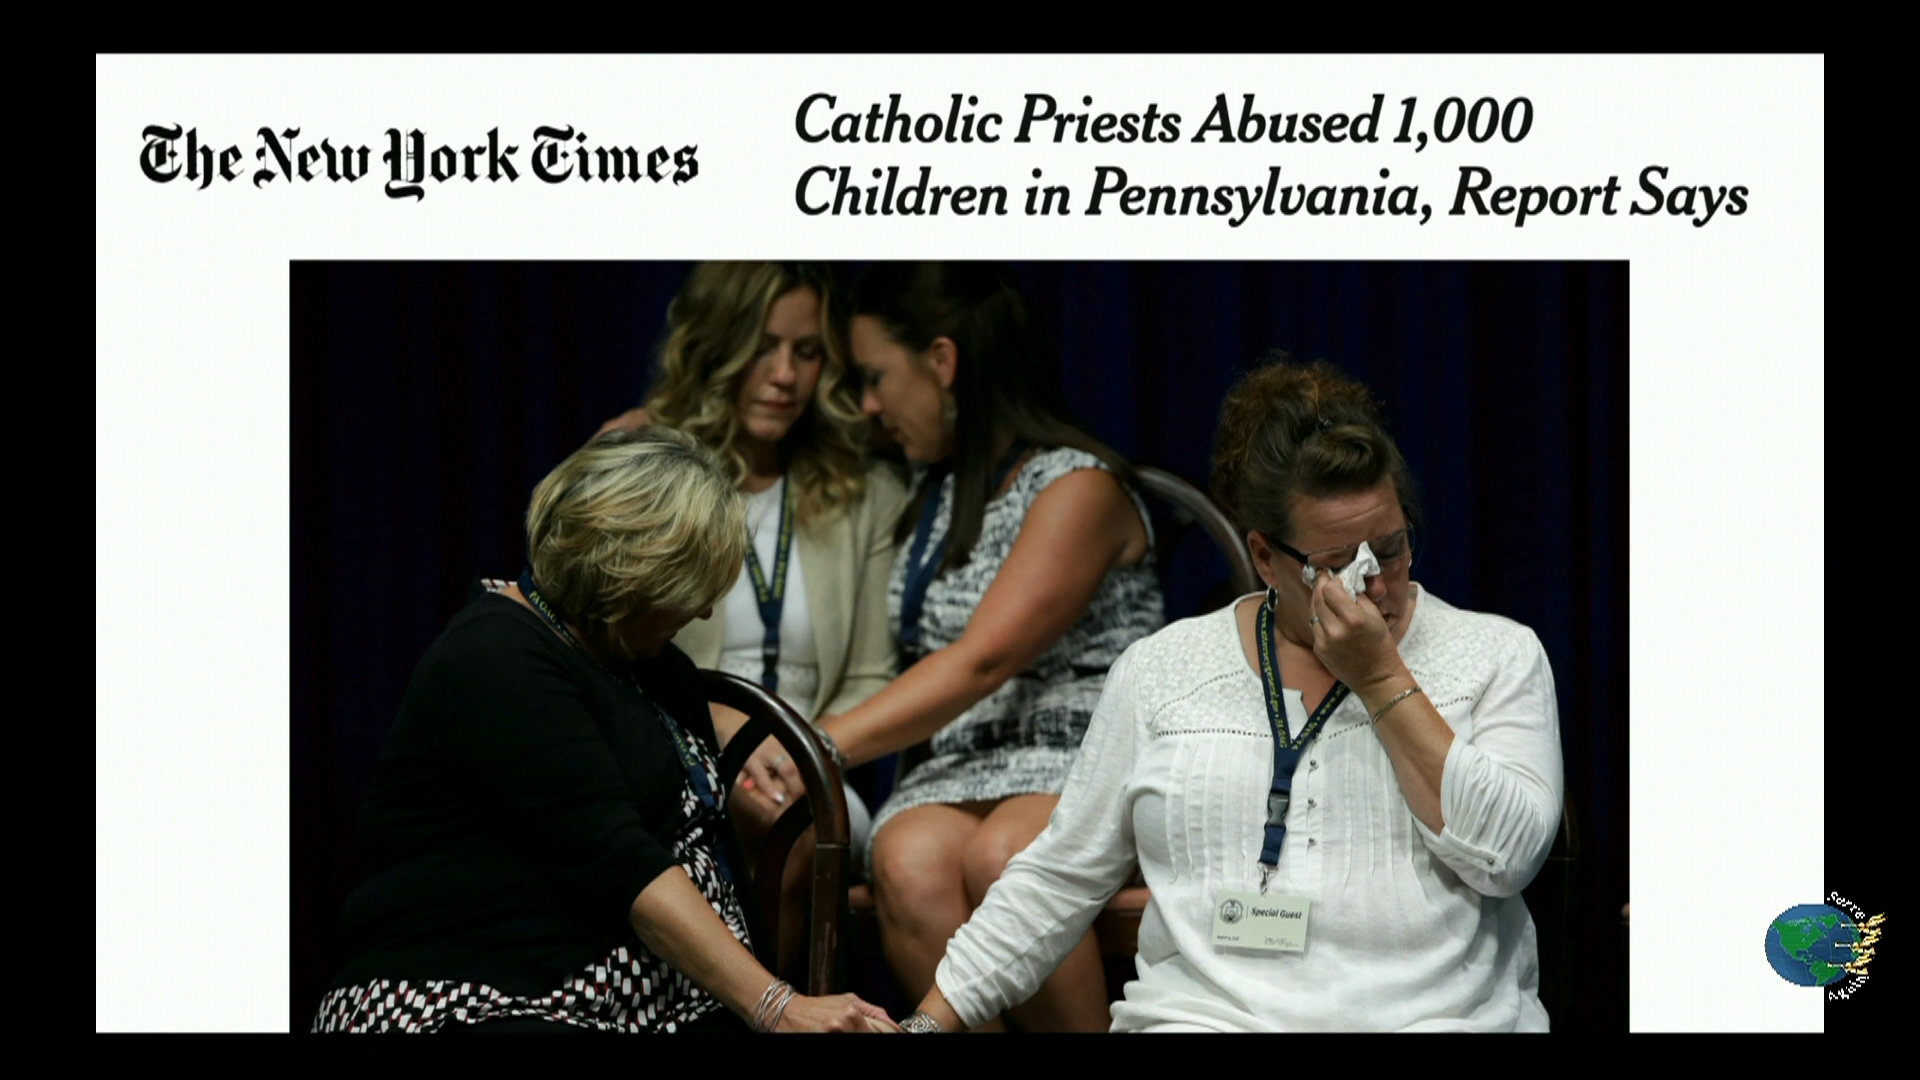 The New York Times
Catholic Priests Abused 1,000
Children in Pennsylvania, Report Says
Special Guest